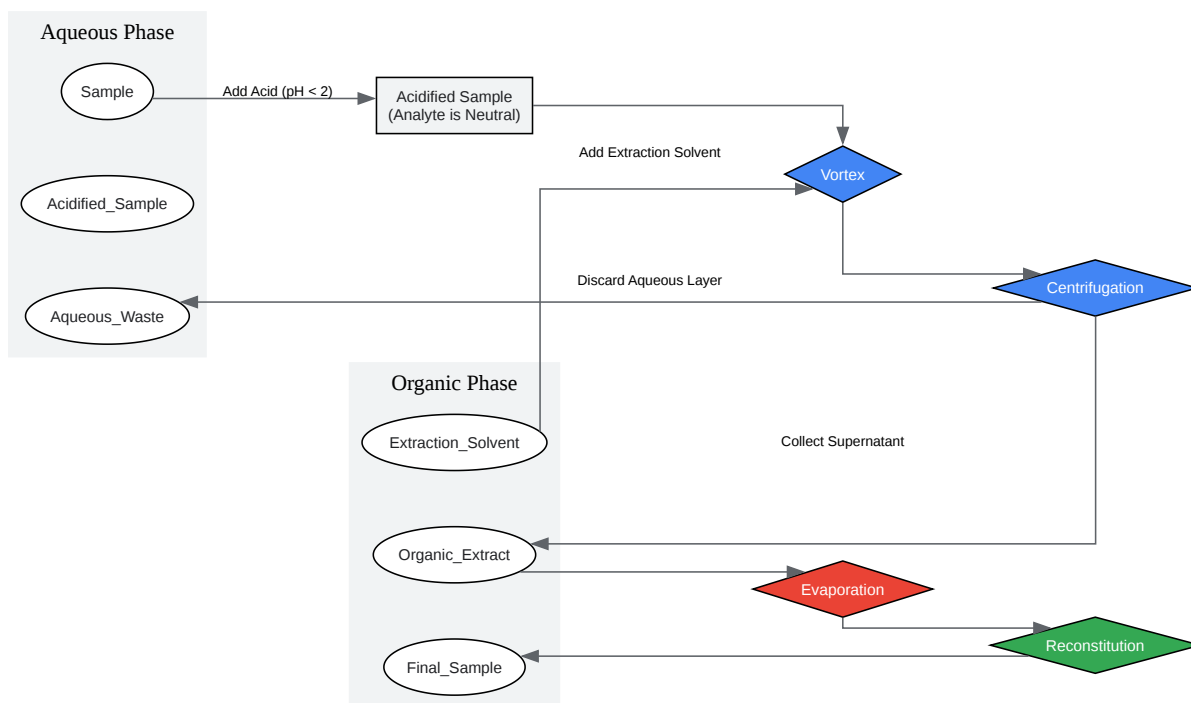 Aqueous Phase
Sample
Add Acid (pH < 2)
Acidified Sample
(Analyte is Neutral)
Add Extraction Solvent
Vortex
Acidified_Sample
Discard Aqueous Layer
Centrifugation
Aqueous_Waste
Organic Phase
Extraction_Solvent
Collect Supernatant
Organic_Extract
Evaporation
Reconstitution
Final_Sample